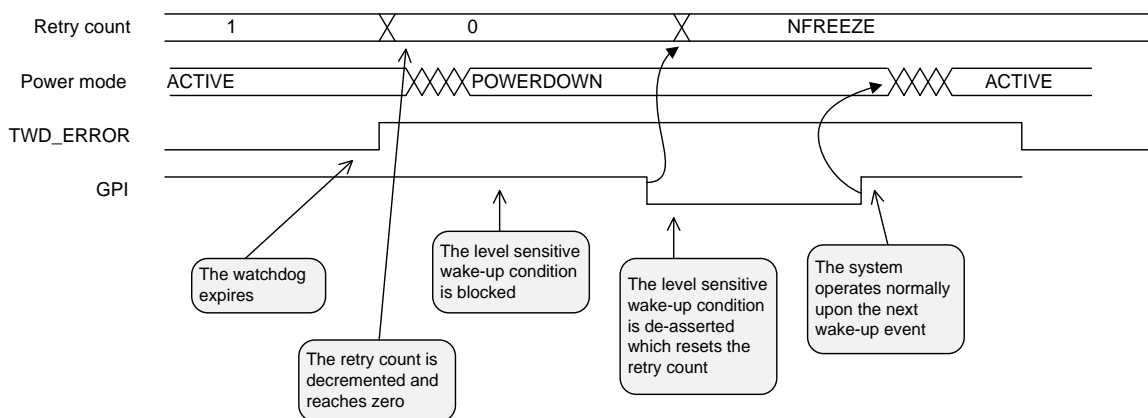 Retry count 1 0 NFREEZE
Power mode ACTIVE POWERDOWN ACTIVE
TWD_ERROR
GPI
The watchdog
expires
The retry count is
decremented and
reaches zero
The level sensitive
wake-up condition
is blocked
The level sensitive
wake-up condition
is de-asserted
which resets the
retry count
The system
operates normally
upon the next
wake-up event